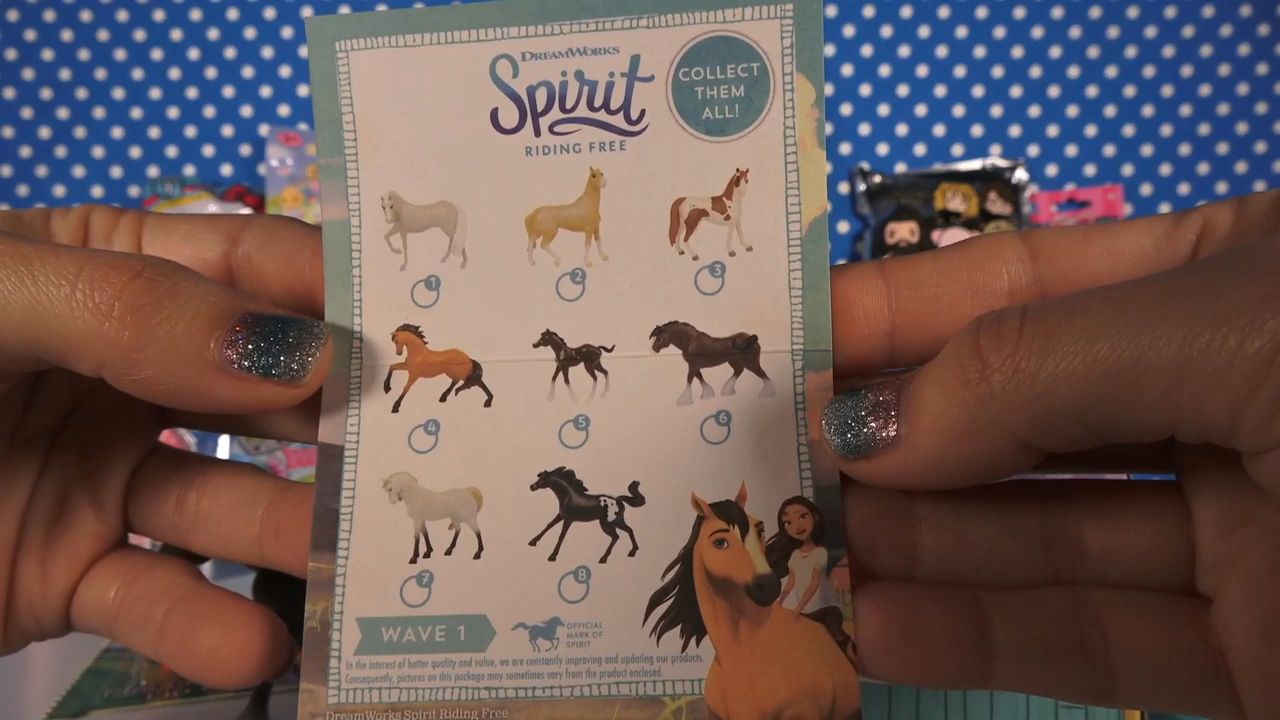 DREAMWORKS
Spirit
RIDING FREE
COLLECT
THEM
ALL!
1
2
3
4
5
6
7
8
WAVE 1
OFFICIAL
MARK OF
SPIRIT
In the interest of better quality and value, we are constantly improving and updating our products.
Consequently, pictures on this package may sometimes vary from the product enclosed.
DreamWorks Spirit Riding Free